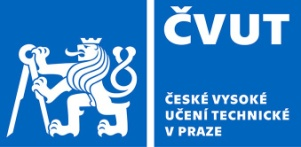 ČVUT
ČESKÉ VYSOKÉ
UČENÍ TECHNICKÉ
V PRAZE